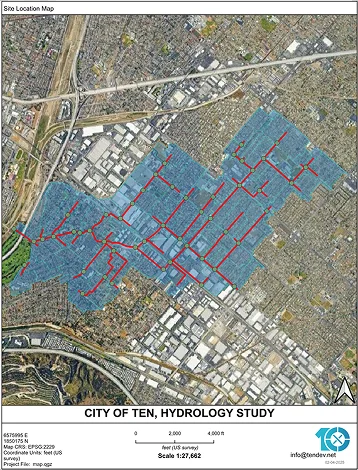 Site Location Map
CITY OF TEN, HYDROLOGY STUDY
6575995 E
1850175 N
Map CRS: EPSG:2229
Coordinate Units: feet (US
survey)
Project File: map.qgz
0 2,000 4,000 ft
feet (US survey)
Scale 1:27,662
10
info@tendev.net
02-04-2025